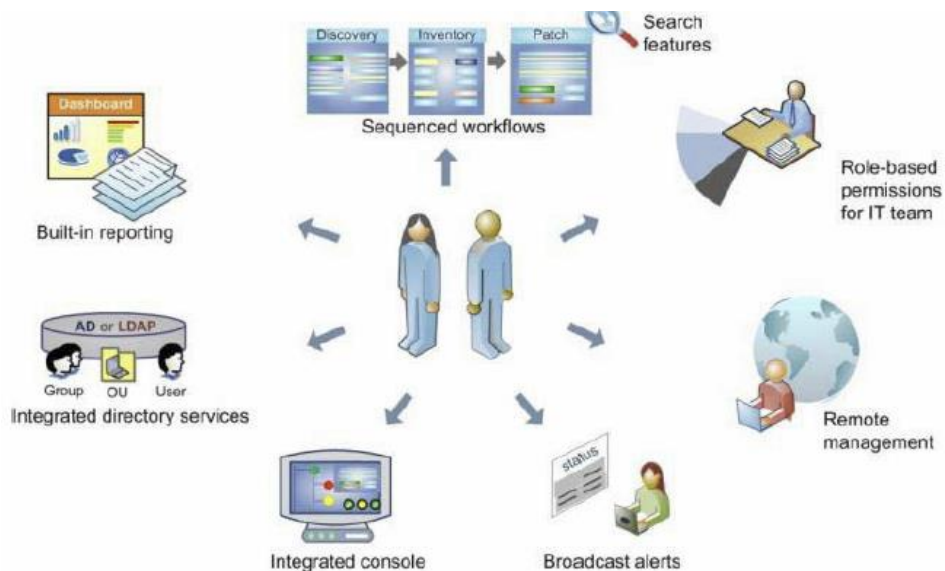 Discovery
Inventory
Patch
Search
features
Sequenced workflows
Dashboard
Built-in reporting
Role-based
permissions
for IT team
AD or LDAP
Group
OU
User
Integrated directory services
Remote
management
Integrated console
status
Broadcast alerts